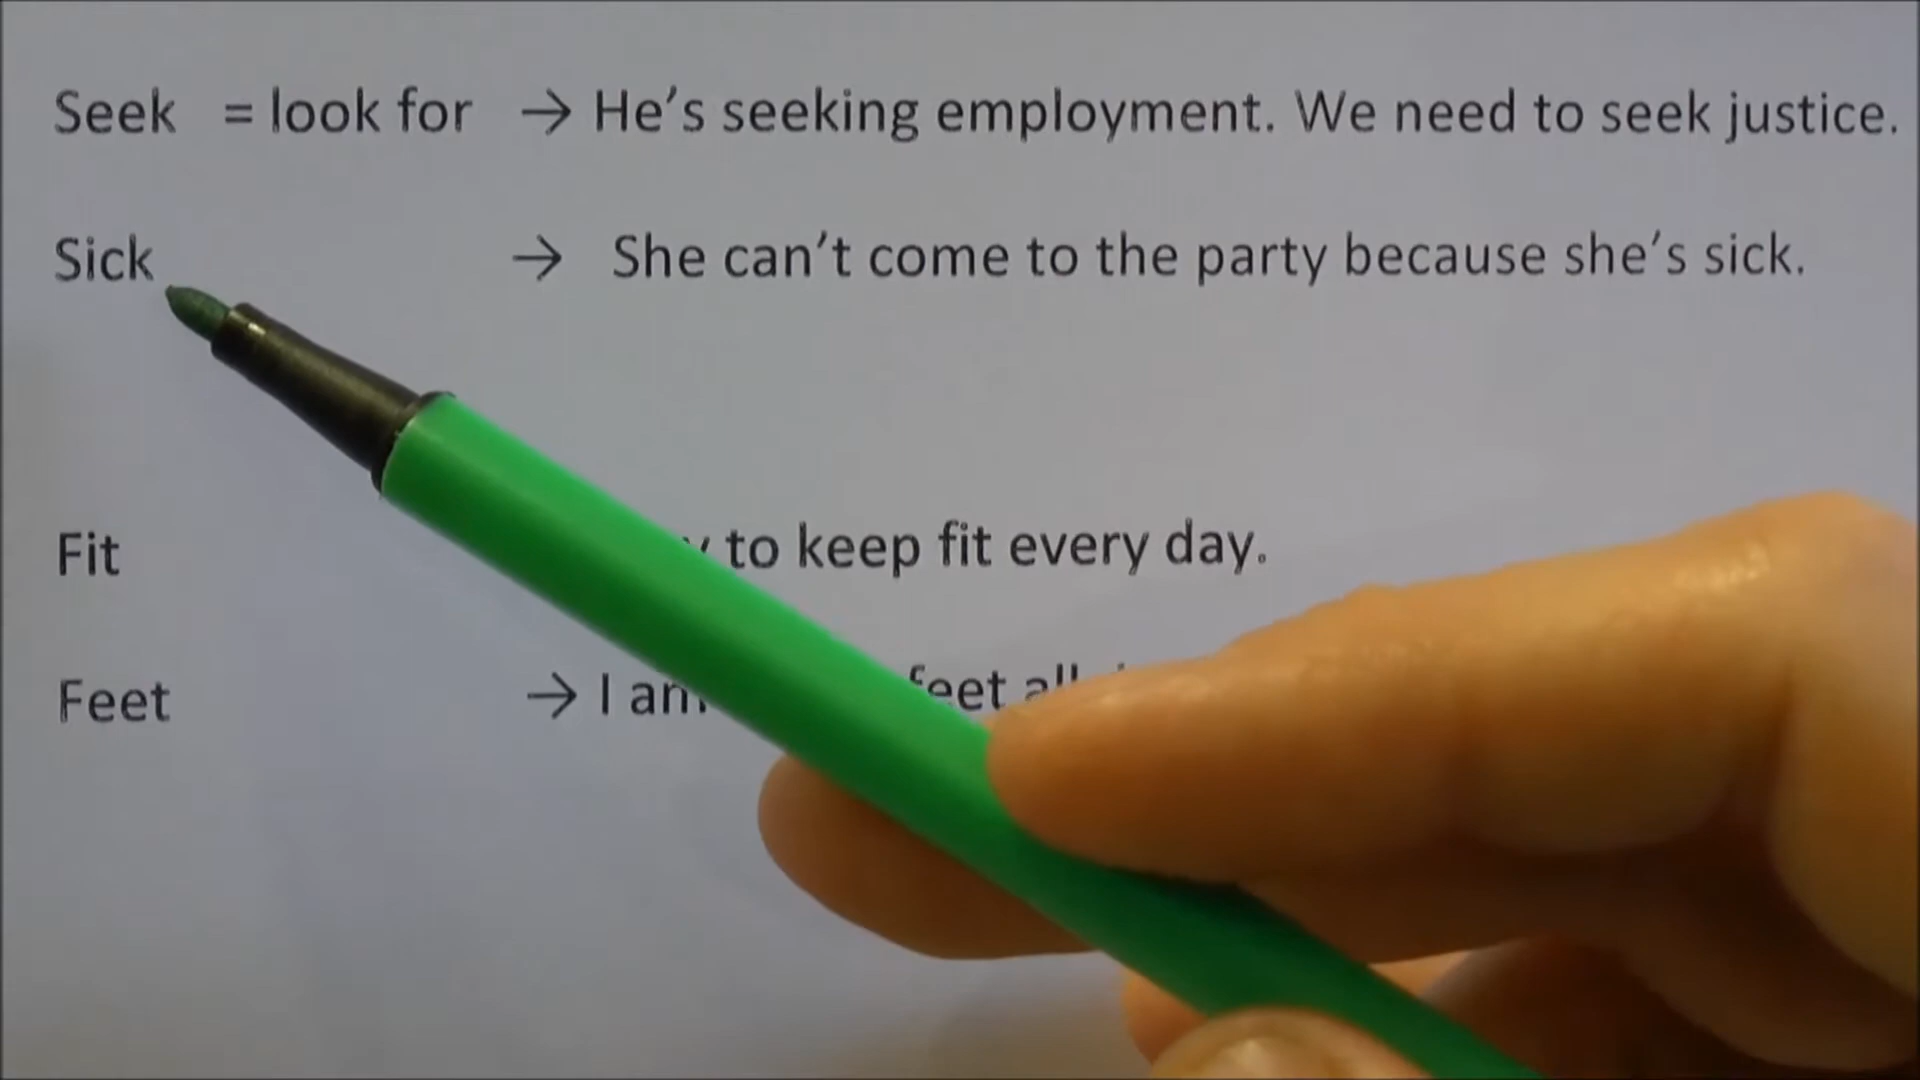 Seek = look for → He's seeking employment. We need to seek justice.
Sick → She can't come to the party because she's sick.
Fit to keep fit every day.
Feet → I feet